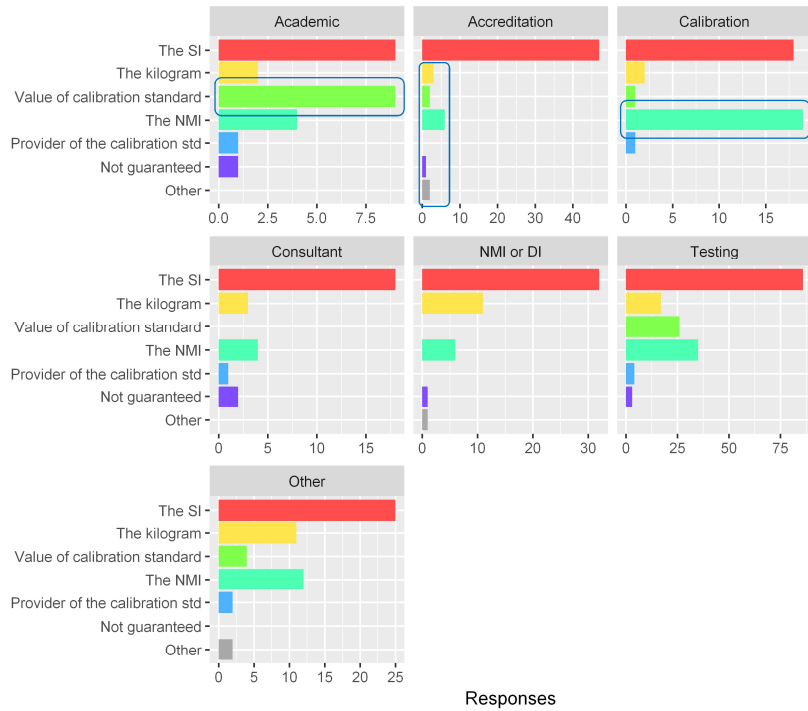 Academic
Accreditation
Calibration
The SI
The kilogram
Value of calibration standard
The NMI
Provider of the calibration std
Not guaranteed
Other
0.0 2.5 5.0 7.5
0 10 20 30 40
0 5 10 15
Consultant
NMI or DI
Testing
The SI
The kilogram
Value of calibration standard
The NMI
Provider of the calibration std
Not guaranteed
Other
0 5 10 15
0 10 20 30
0 25 50 75
Other
The SI
The kilogram
Value of calibration standard
The NMI
Provider of the calibration std
Not guaranteed
Other
0 5 10 15 20 25
Responses